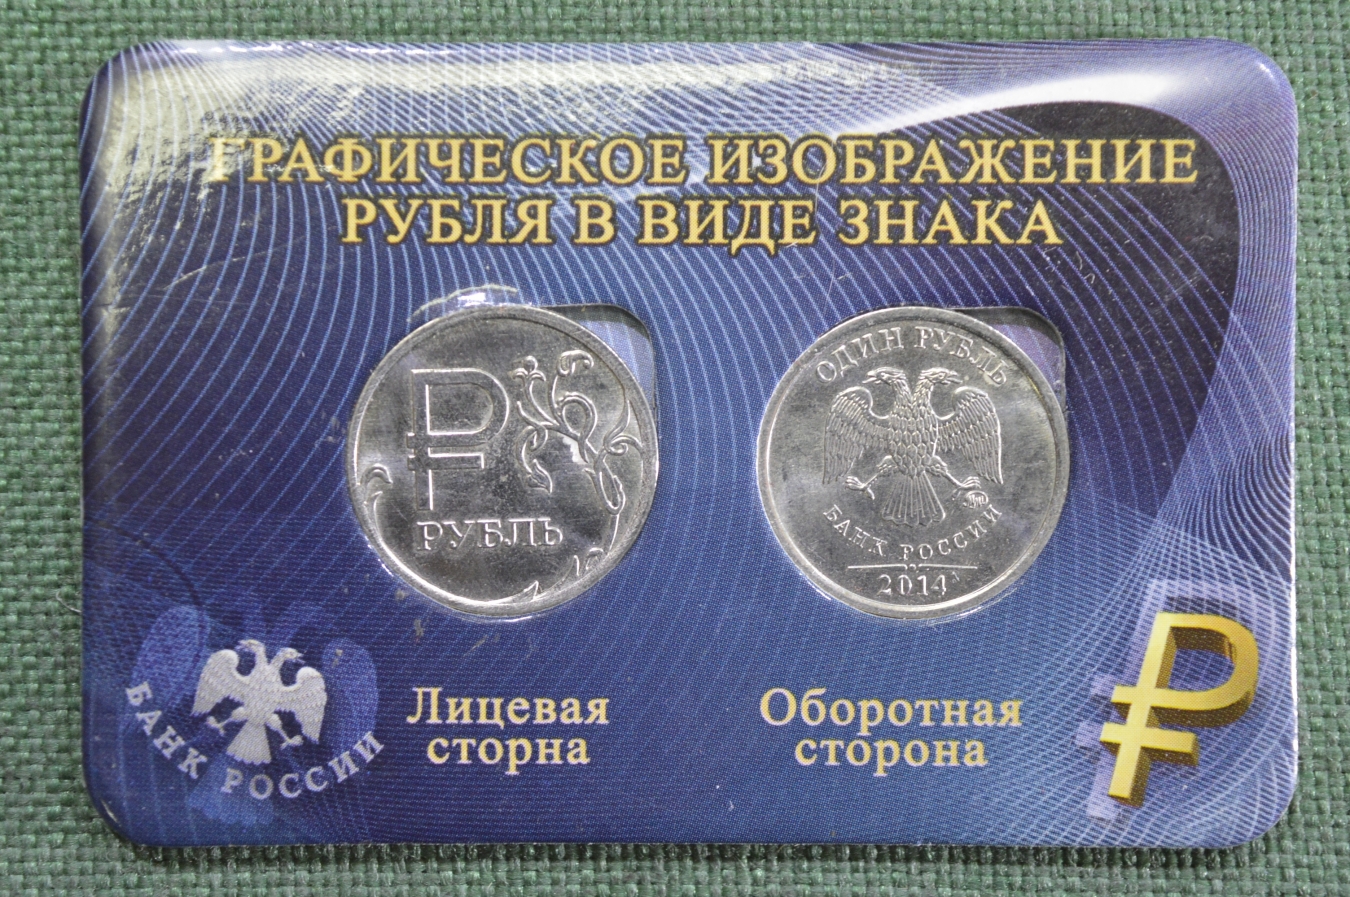 ГРАФИЧЕСКОЕ ИЗОБРАЖЕНИЕ
РУБЛЯ В ВИДЕ ЗНАКА
РУБЛЬ
ОДИН РУБЛЬ
БАНК РОССИИ
2014
БАНК РОССИИ
Лицевая
сторна
Оборотная
сторона